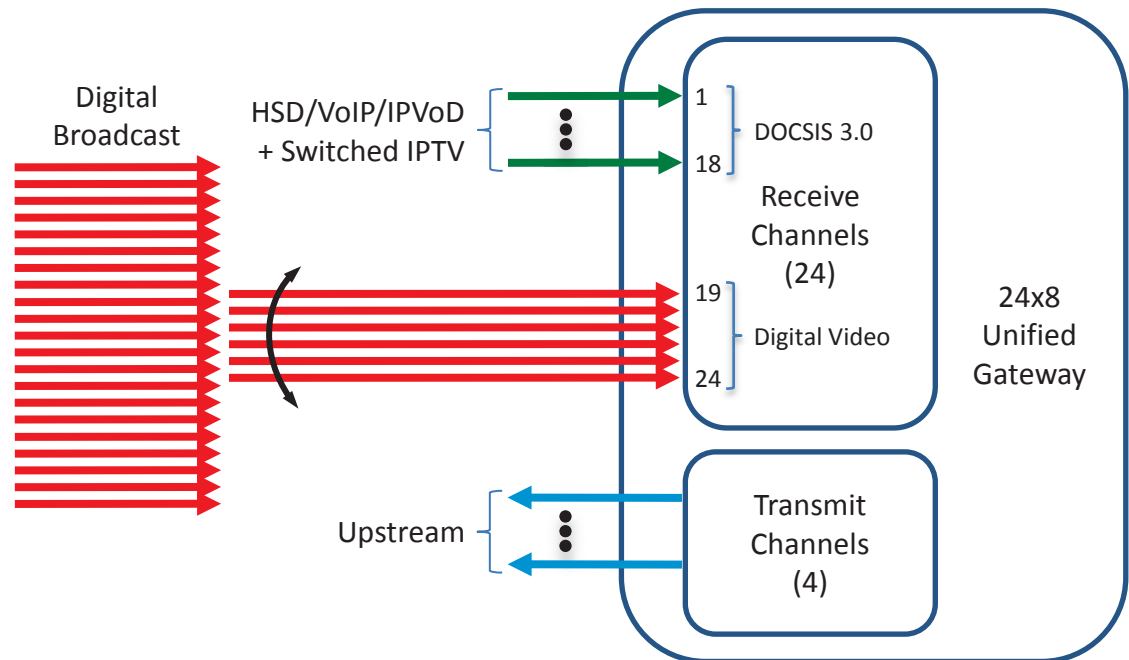 Digital
Broadcast
HSD/VoIP/IPVoD
+ Switched IPTV
1
18
DOCSIS 3.0
Receive
Channels
(24)
19
24
Digital Video
24x8
Unified
Gateway
Upstream
Transmit
Channels
(4)